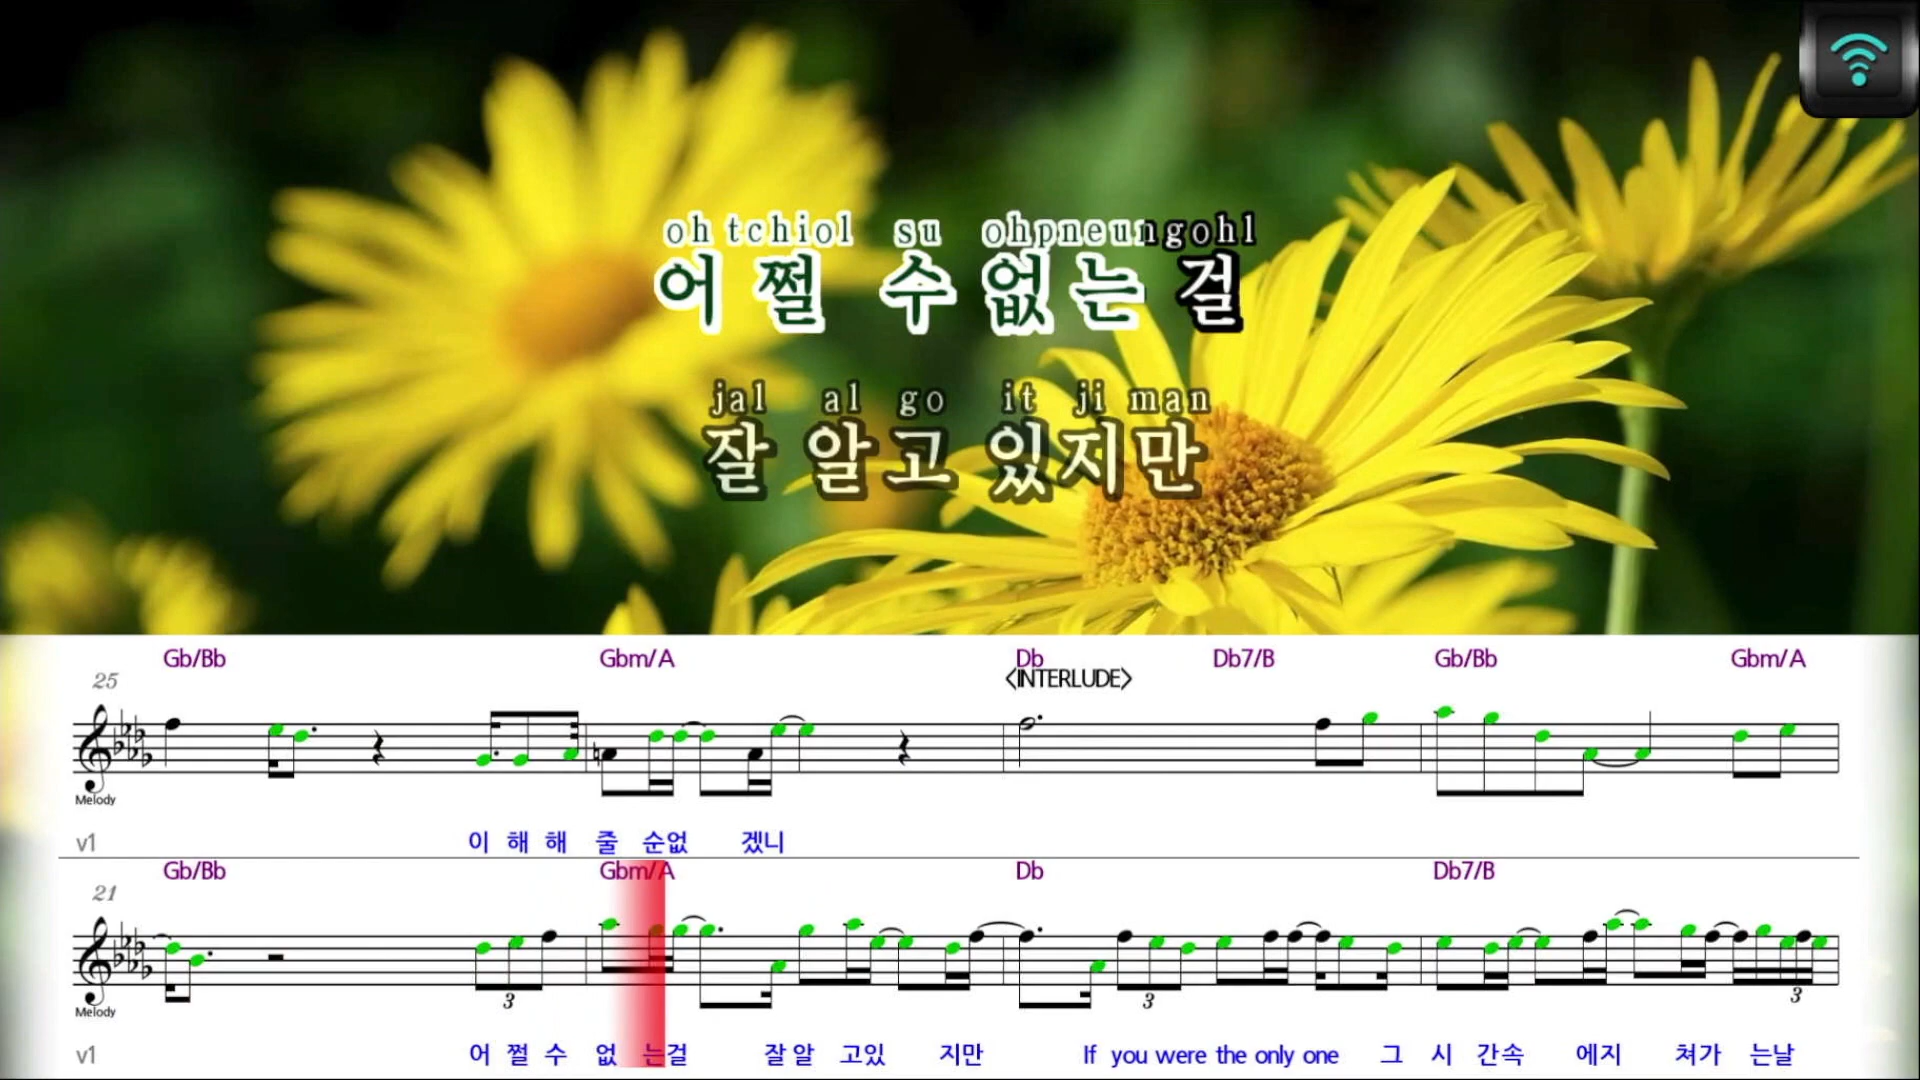 oh tchiol su ohpneungohl
어쩔 수 없는 걸
jal al go it ji man
잘 알고 있지만
Gb/Bb Gbm/A Db Db7/B Gb/Bb Gbm/A
<INTERLUDE>
25
Melody
v1 이 해 해 줄 순없 겠니
Gb/Bb Gbm/A Db Db7/B
21
3 3 3
Melody
v1 어 쩔 수 없 는걸 잘 알 고있 지만 If you were the only one 그 시 간속 에지 쳐가 는날